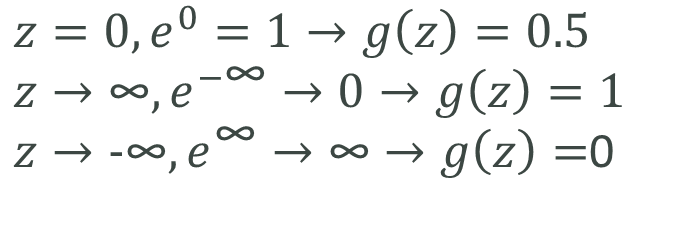 z = 0, e⁰ = 1 → g(z) = 0.5
z → ∞, e⁻∞ → 0 → g(z) = 1
z → -∞, e^∞ → ∞ → g(z) =0